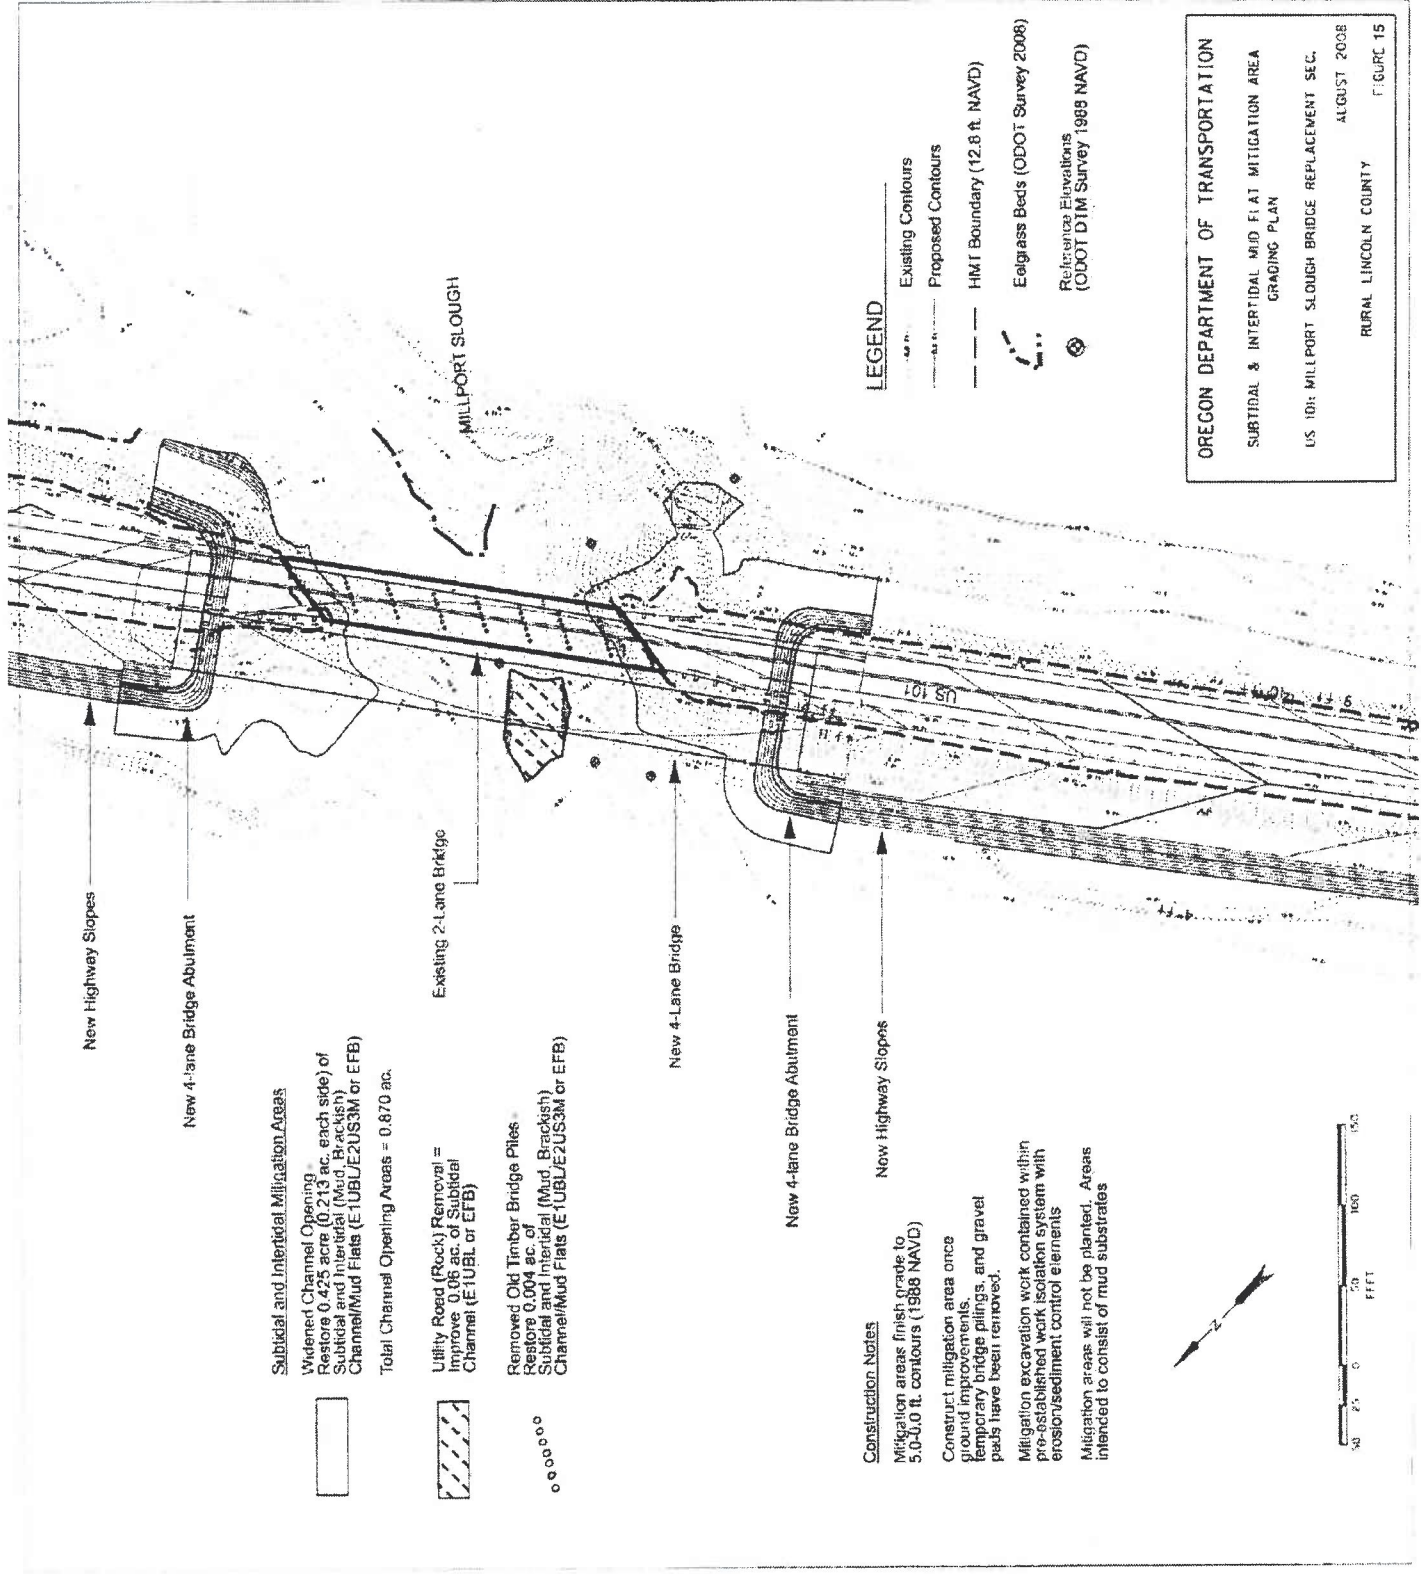 New Highway Slopes
New 4-lane Bridge Abutment
Existing 2-Lane Bridge
New 4-Lane Bridge
New 4-lane Bridge Abutment
New Highway Slopes
MILLPORT SLOUGH
US 101
Subtidal and Intertidal Mitigation Areas
Widened Channel Opening -
Restore 0.425 acre (0.213 ac. each side) of
Subtidal and Intertidal (Mud, Brackish)
Channel/Mud Flats (E1UBL/E2US3M or EFB)
Total Channel Opening Areas = 0.870 ac.
Utility Road (Rock) Removal =
Improve 0.06 ac. of Subtidal
Channel (E1UBL or EFB)
Removed Old Timber Bridge Piles -
Restore 0.004 ac. of
Subtidal and Intertidal (Mud, Brackish)
Channel/Mud Flats (E1UBL/E2US3M or EFB)
Construction Notes
Mitigation areas finish grade to
5.0-0.0 ft. contours (1988 NAVD)
Construct mitigation area once
ground improvements,
temporary bridge pilings, and gravel
pads have been removed.
Mitigation excavation work contained within
pre-established work isolation system with
erosion/sediment control elements
Mitigation areas will not be planted. Areas
intended to consist of mud substrates
N
50 25 0 50 100 150
FEET
LEGEND
Existing Contours
Proposed Contours
HMT Boundary (12.8 ft. NAVD)
Eelgrass Beds (ODOT Survey 2008)
Reference Elevations
(ODOT DTM Survey 1988 NAVD)
OREGON DEPARTMENT OF TRANSPORTATION
SUBTIDAL & INTERTIDAL MUD FLAT MITIGATION AREA
GRADING PLAN
US 101: MILLPORT SLOUGH BRIDGE REPLACEMENT SEC.
AUGUST 2008
RURAL LINCOLN COUNTY
FIGURE 15